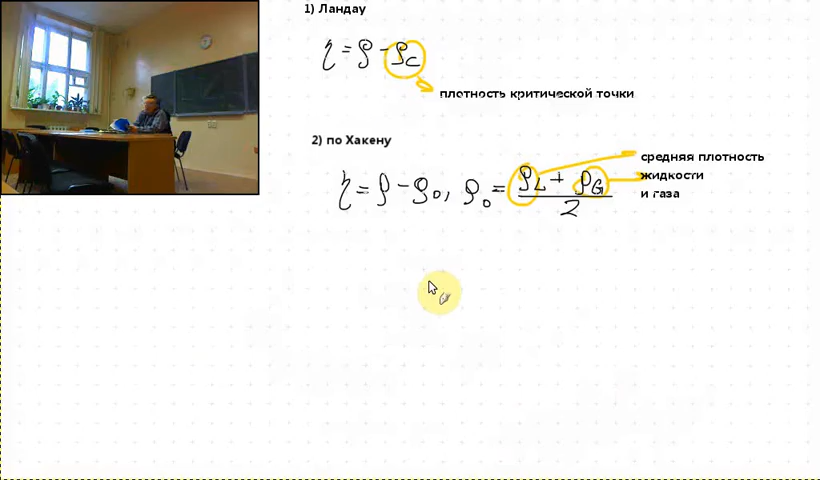 1) Ландау
η = ρ - ρc
плотность критической точки
2) по Хакену
η = ρ - ρ₀, ρ₀ = (ρL + ρG) / 2
средняя плотность
жидкости
и газа